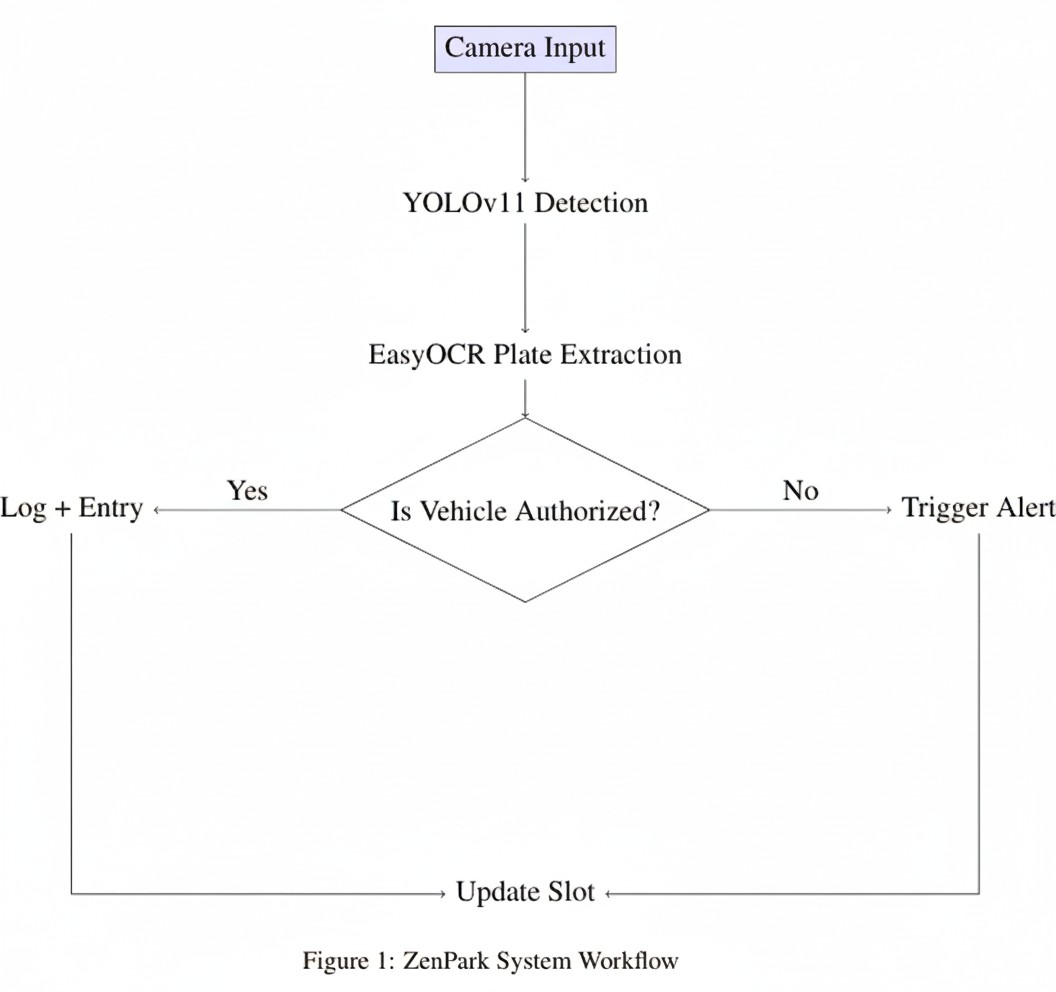 Camera Input
YOLOv11 Detection
EasyOCR Plate Extraction
Yes
No
Log + Entry
Is Vehicle Authorized?
Trigger Alert
Update Slot
Figure 1: ZenPark System Workflow